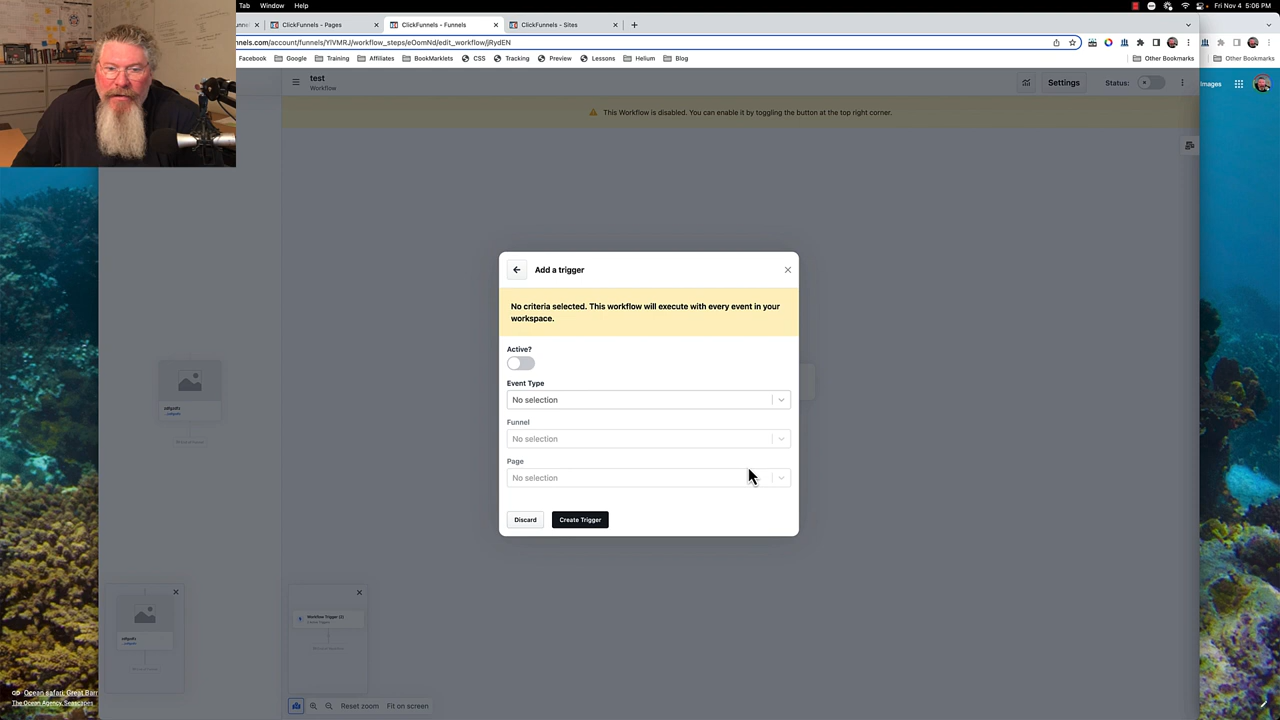 Tab Window Help
Fri Nov 4 5:06 PM
ClickFunnels - Pages
ClickFunnels - Funnels
ClickFunnels - Sites
nnels.com/account/funnels/YlVMRJ/workflow_steps/eOomNd/edit_workflow/jRydEN
Facebook Google Training Affiliates BookMarklets CSS Tracking Preview Lessons Helium Blog Other Bookmarks
Other Bookmarks
test
Workflow
Settings
Status:
Images
This Workflow is disabled. You can enable it by toggling the button at the top right corner.
Add a trigger
No criteria selected. This workflow will execute with every event in your
workspace.
Active?
Event Type
No selection
Funnel
No selection
Page
No selection
Discard
Create Trigger
Workflow Trigger (2)
Reset zoom
Fit on screen
Ocean safari, Great Barr
The Ocean Agency, Seascapes